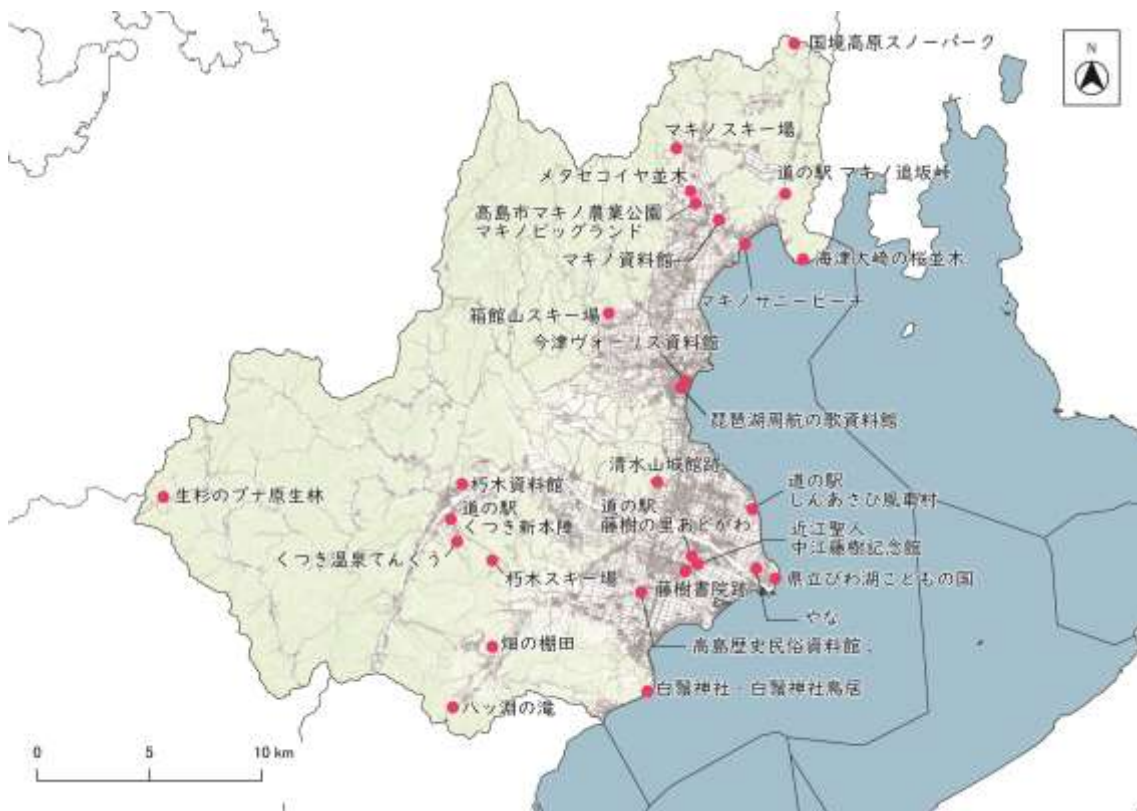 国境高原スノーパーク
N
マキノスキー場
メタセコイヤ並木
道の駅 マキノ追坂峠
高島市マキノ農業公園
マキノピックランド
マキノ資料館
海津大崎の桜並木
マキノサニービーチ
箱館山スキー場
今津ヴォーリス資料館
琵琶湖周航の歌資料館
清水山城館跡
朽木資料館
生杉のブナ原生林
道の駅
くつき新本陣
道の駅
藤樹の里あどがわ
道の駅
しんあさひ風車村
近江聖人
中江藤樹記念館
くつき温泉てんくう
朽木スキー場
藤樹書院跡
県立びわ湖こどもの国
やな
畑の棚田
高島歴史民俗資料館
白鬚神社・白鬚神社鳥居
八ッ淵の滝
0 5 10 km